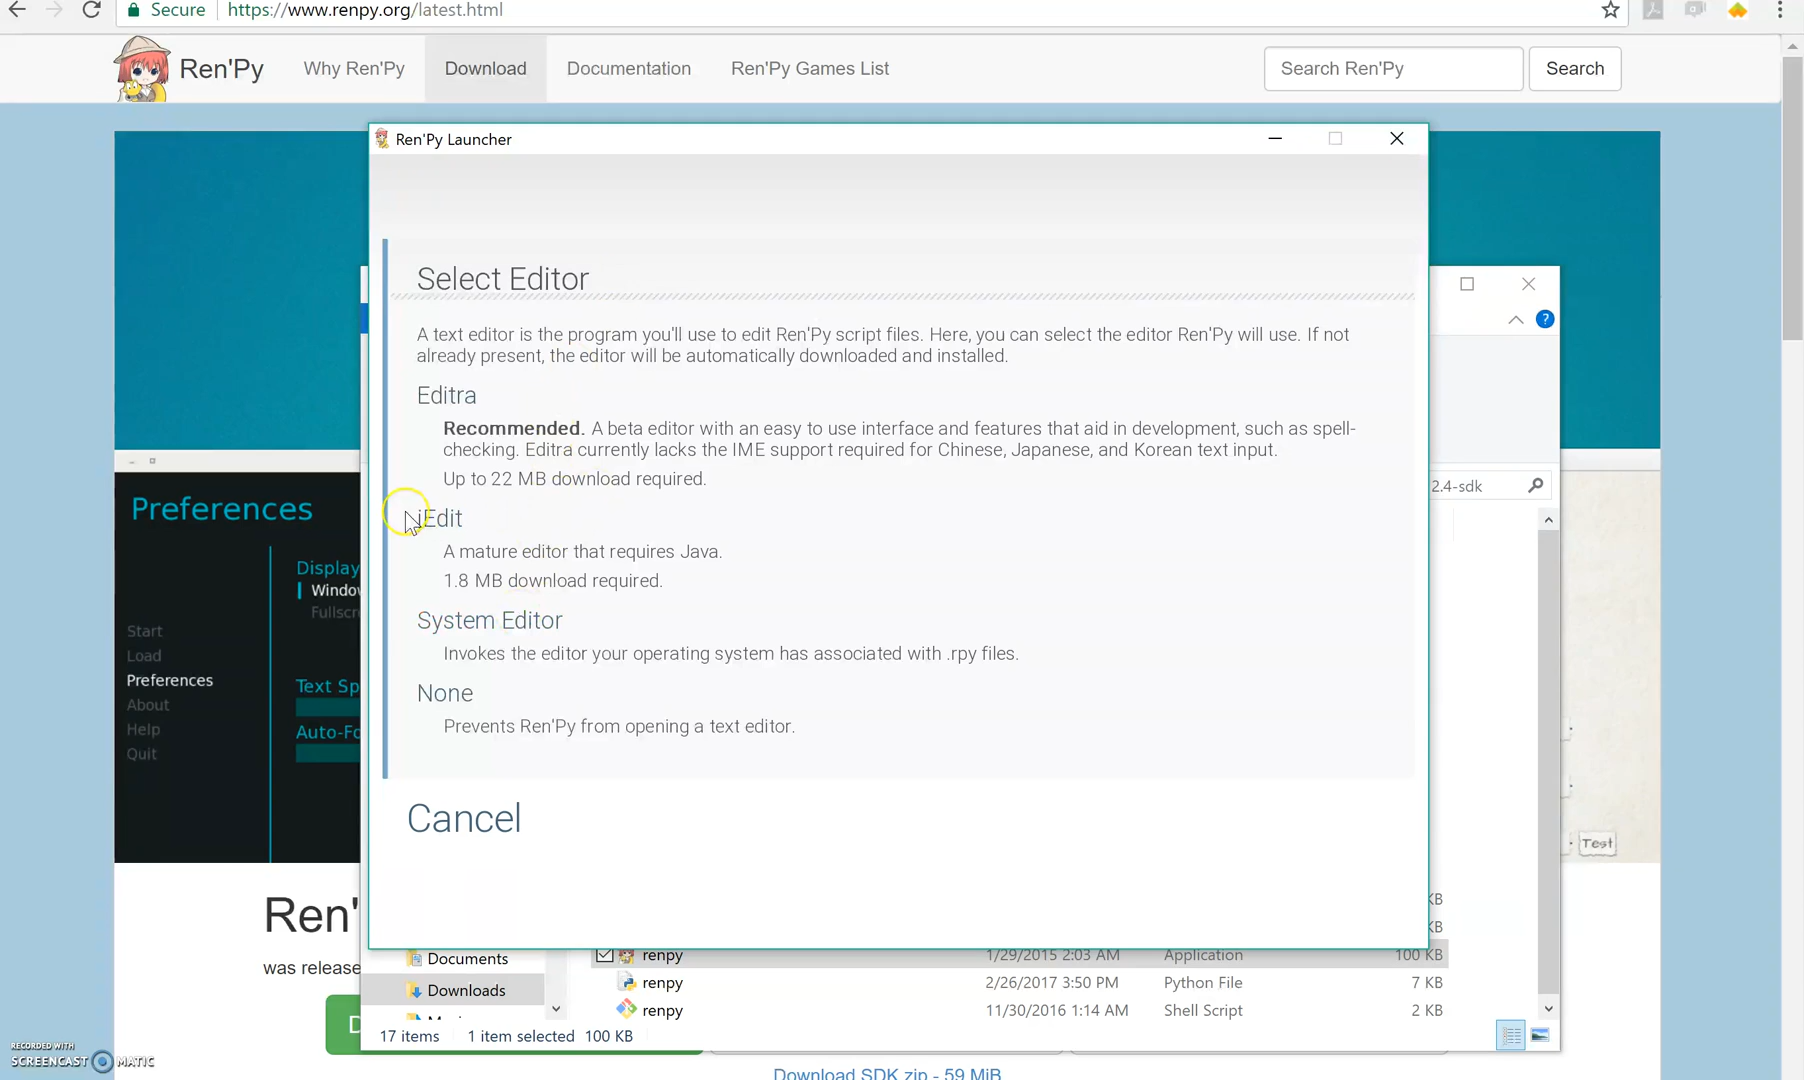 Secure https://www.renpy.org/latest.html
Ren'Py Why Ren'Py Download Documentation Ren'Py Games List Search Ren'Py Search
Ren'Py Launcher
Select Editor
A text editor is the program you'll use to edit Ren'Py script files. Here, you can select the editor Ren'Py will use. If not
already present, the editor will be automatically downloaded and installed.
Editra
Recommended. A beta editor with an easy to use interface and features that aid in development, such as spell-
checking. Editra currently lacks the IME support required for Chinese, Japanese, and Korean text input.
Up to 22 MB download required.
jEdit
A mature editor that requires Java.
1.8 MB download required.
System Editor
Invokes the editor your operating system has associated with .rpy files.
None
Prevents Ren'Py from opening a text editor.
Cancel
2.4-sdk
Preferences
Display
Window
Fullscre
Start
Load
Preferences
Text Sp
About
Auto-Fo
Help
Quit
Test
Ren'
was release
D
KB
KB
Documents
Downloads
renpy 1/29/2015 2:03 AM Application 100 KB
renpy 2/26/2017 3:50 PM Python File 7 KB
renpy 11/30/2016 1:14 AM Shell Script 2 KB
17 items 1 item selected 100 KB
RECORDED WITH
SCREENCAST MATIC
Download SDK zip - 59 MiB